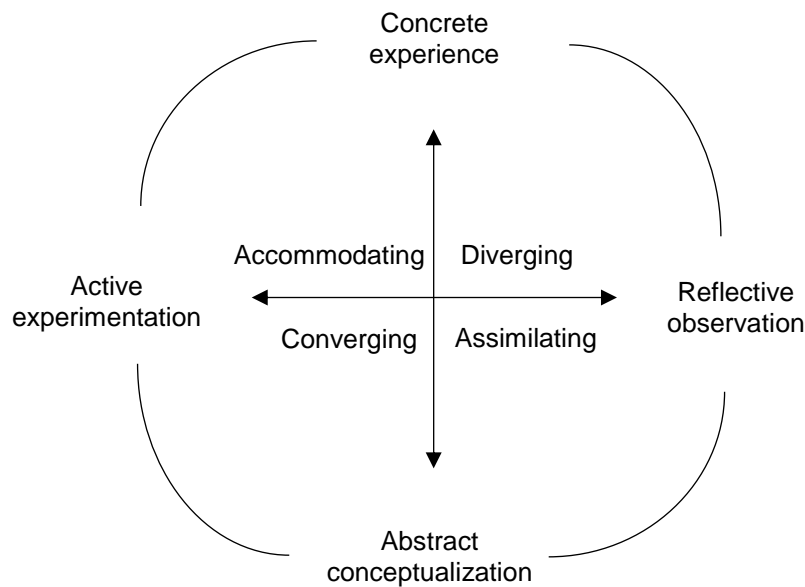 Concrete
experience
Accommodating
Diverging
Active
experimentation
Reflective
observation
Converging
Assimilating
Abstract
conceptualization